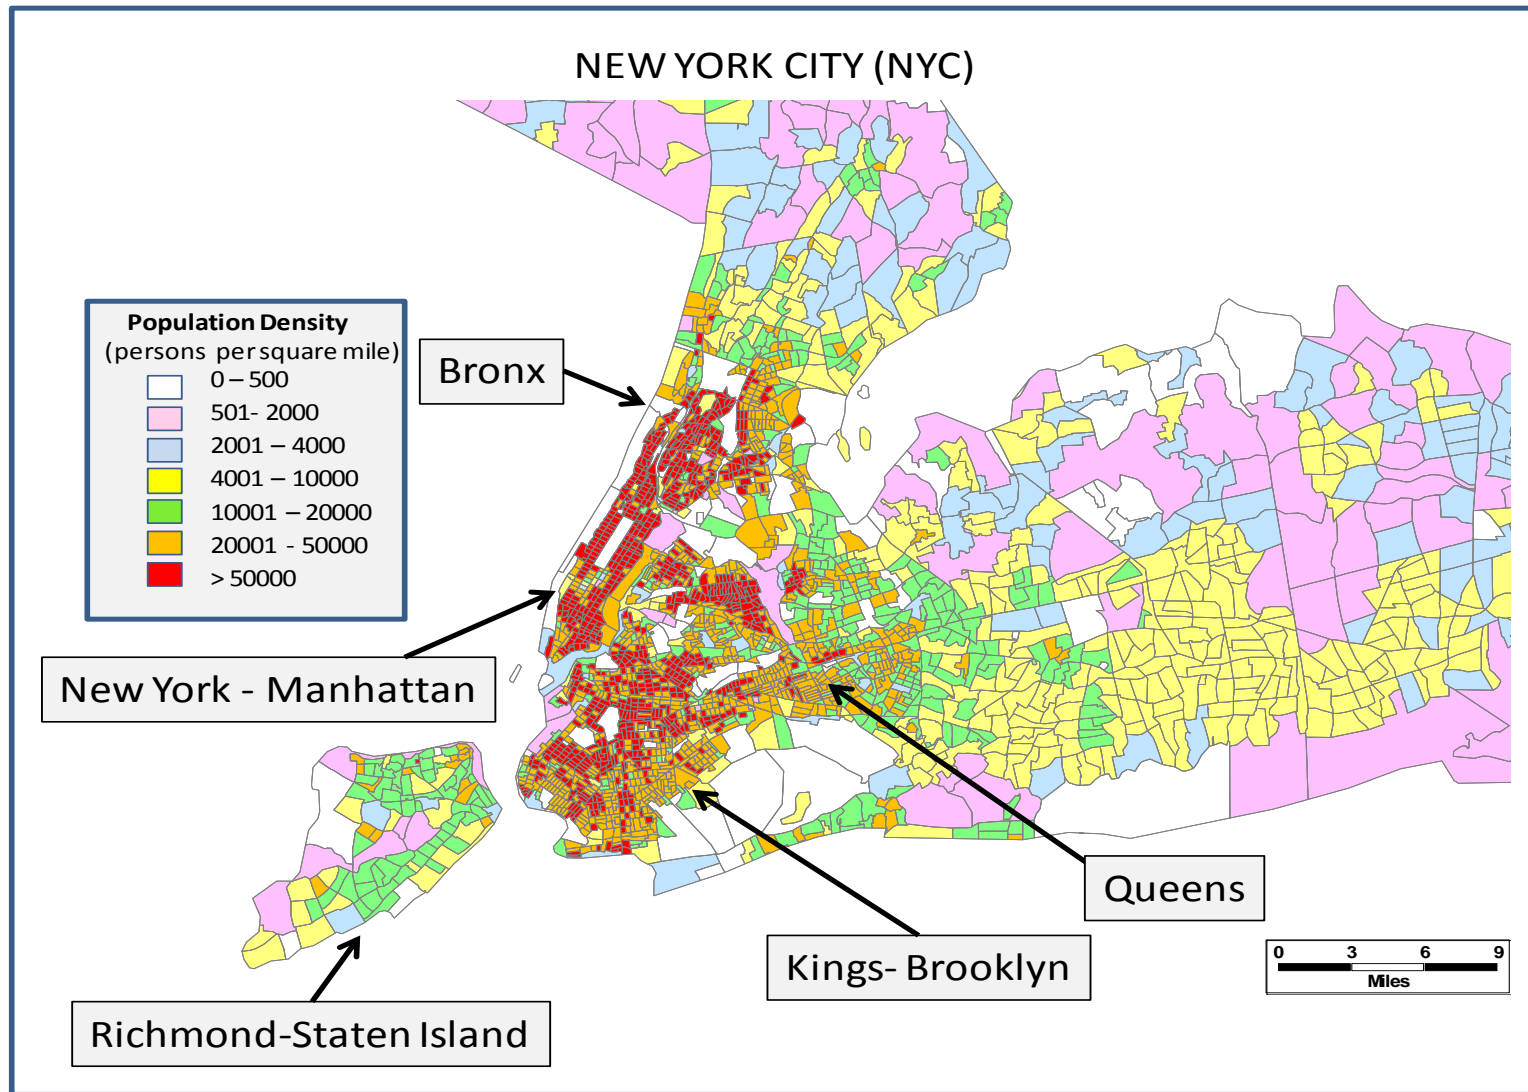 NEW YORK CITY (NYC)
Population Density
(persons per square mile)
0 – 500
501- 2000
2001 – 4000
4001 – 10000
10001 – 20000
20001 - 50000
> 50000
Bronx
New York - Manhattan
Queens
Kings- Brooklyn
Richmond-Staten Island
0 3 6 9
Miles